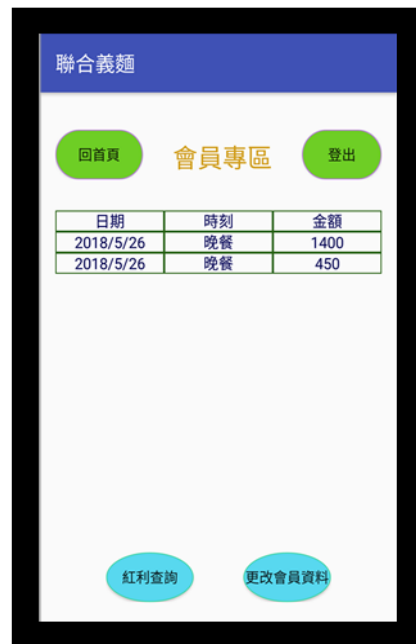 聯合義麵
回首頁 會員專區 登出
日期 時刻 金額
2018/5/26 晚餐 1400
2018/5/26 晚餐 450
紅利查詢 更改會員資料